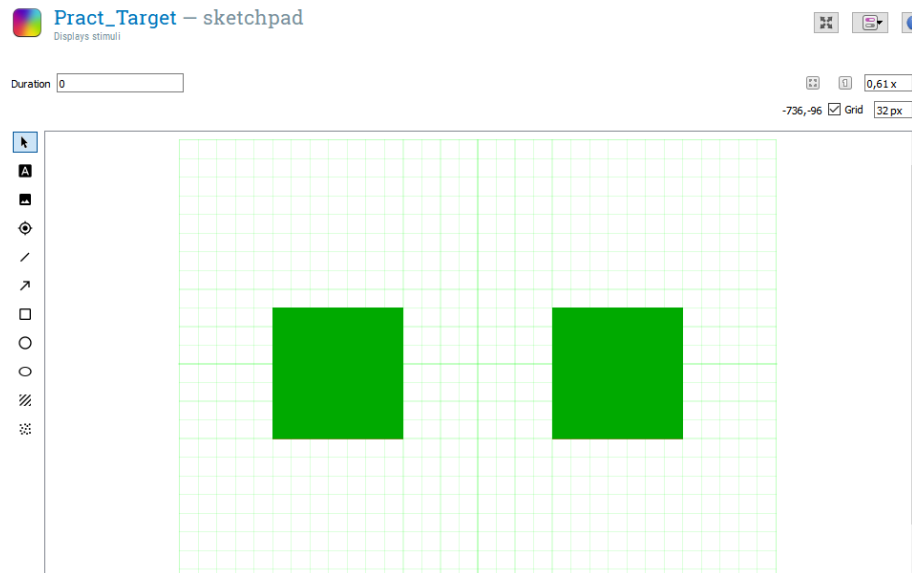 Pract_Target — sketchpad
Displays stimuli
Duration 0
0,61 x
-736,-96 Grid 32 px
A